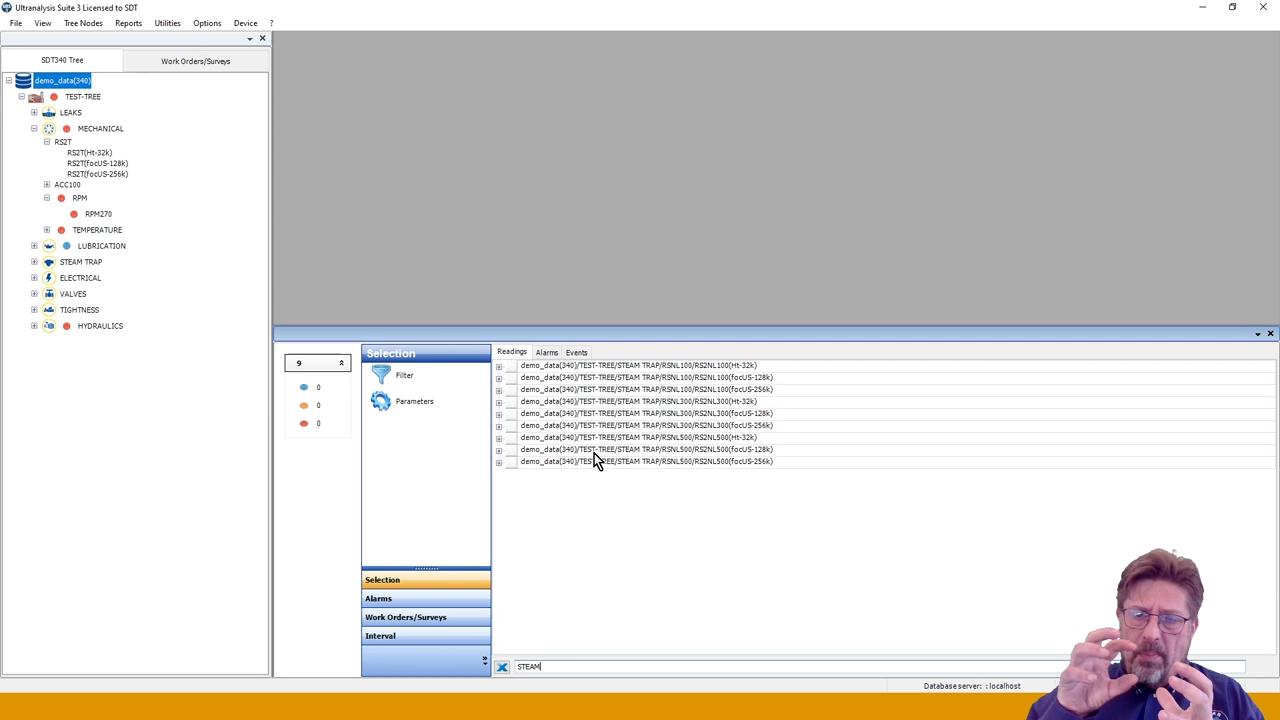 Ultranalysis Suite 3 Licensed to SDT
File View Tree Nodes Reports Utilities Options Device ?
SDT340 Tree Work Orders/Surveys
demo_data(340)
TEST-TREE
LEAKS
MECHANICAL
RS2T
RS2T(Ht-32k)
RS2T(focUS-128k)
RS2T(focUS-256k)
ACC100
RPM
RPM270
TEMPERATURE
LUBRICATION
STEAM TRAP
ELECTRICAL
VALVES
TIGHTNESS
HYDRAULICS
9
0
0
0
Selection
Filter
Parameters
Selection
Alarms
Work Orders/Surveys
Interval
Readings Alarms Events
demo_data(340)/TEST-TREE/STEAM TRAP/RSNL100/RS2NL100(Ht-32k)
demo_data(340)/TEST-TREE/STEAM TRAP/RSNL100/RS2NL100(focUS-128k)
demo_data(340)/TEST-TREE/STEAM TRAP/RSNL100/RS2NL100(focUS-256k)
demo_data(340)/TEST-TREE/STEAM TRAP/RSNL300/RS2NL300(Ht-32k)
demo_data(340)/TEST-TREE/STEAM TRAP/RSNL300/RS2NL300(focUS-128k)
demo_data(340)/TEST-TREE/STEAM TRAP/RSNL300/RS2NL300(focUS-256k)
demo_data(340)/TEST-TREE/STEAM TRAP/RSNL500/RS2NL500(Ht-32k)
demo_data(340)/TEST-TREE/STEAM TRAP/RSNL500/RS2NL500(focUS-128k)
demo_data(340)/TEST-TREE/STEAM TRAP/RSNL500/RS2NL500(focUS-256k)
STEAM
Database server: : localhost